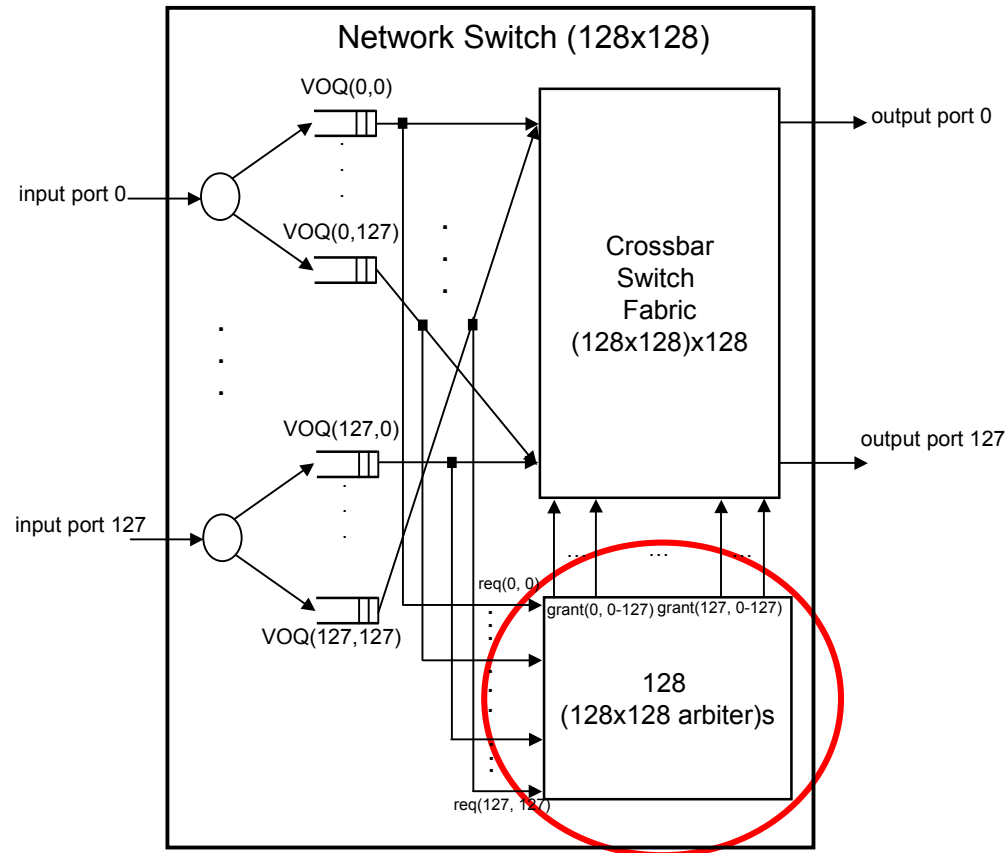 Network Switch (128x128)
VOQ(0,0)
output port 0
input port 0
VOQ(0,127)
Crossbar
Switch
Fabric
(128x128)x128
VOQ(127,0)
output port 127
input port 127
... ... ...
req(0, 0)
grant(0, 0-127) grant(127, 0-127)
VOQ(127,127)
128
(128x128 arbiter)s
req(127, 127)